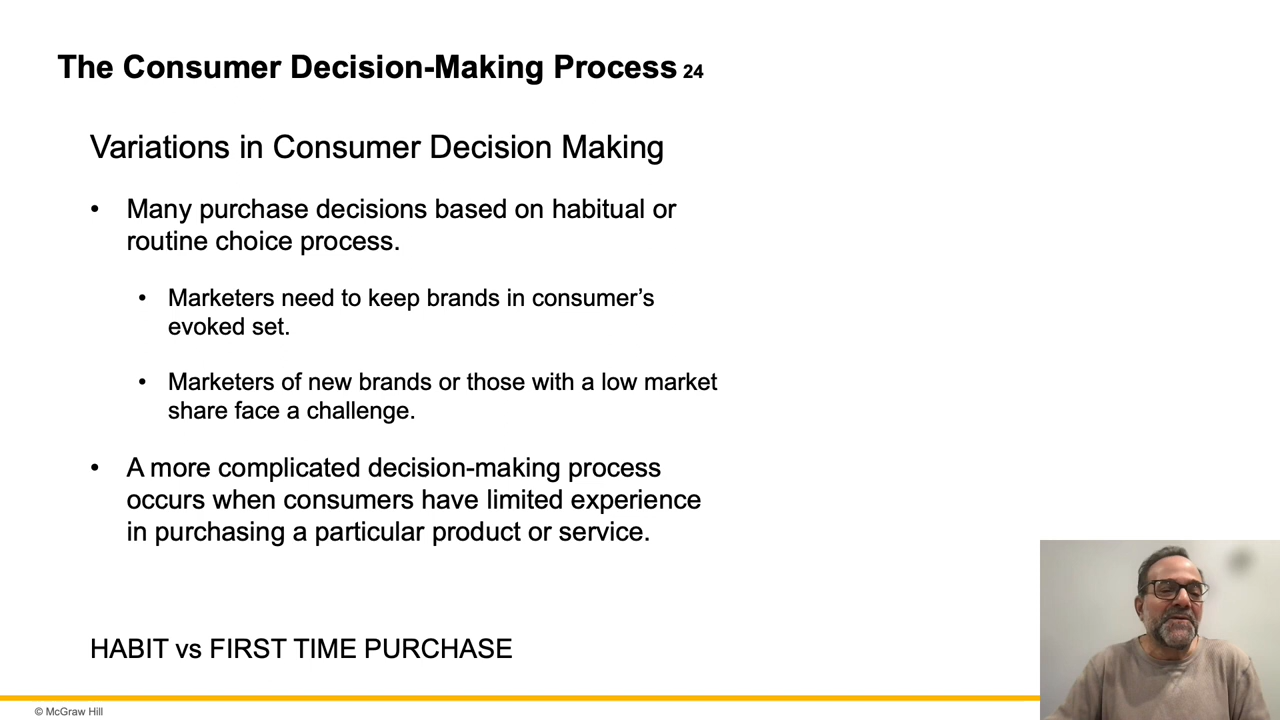 The Consumer Decision-Making Process 24
Variations in Consumer Decision Making
• Many purchase decisions based on habitual or
routine choice process.
• Marketers need to keep brands in consumer’s
evoked set.
• Marketers of new brands or those with a low market
share face a challenge.
• A more complicated decision-making process
occurs when consumers have limited experience
in purchasing a particular product or service.
HABIT vs FIRST TIME PURCHASE
© McGraw Hill